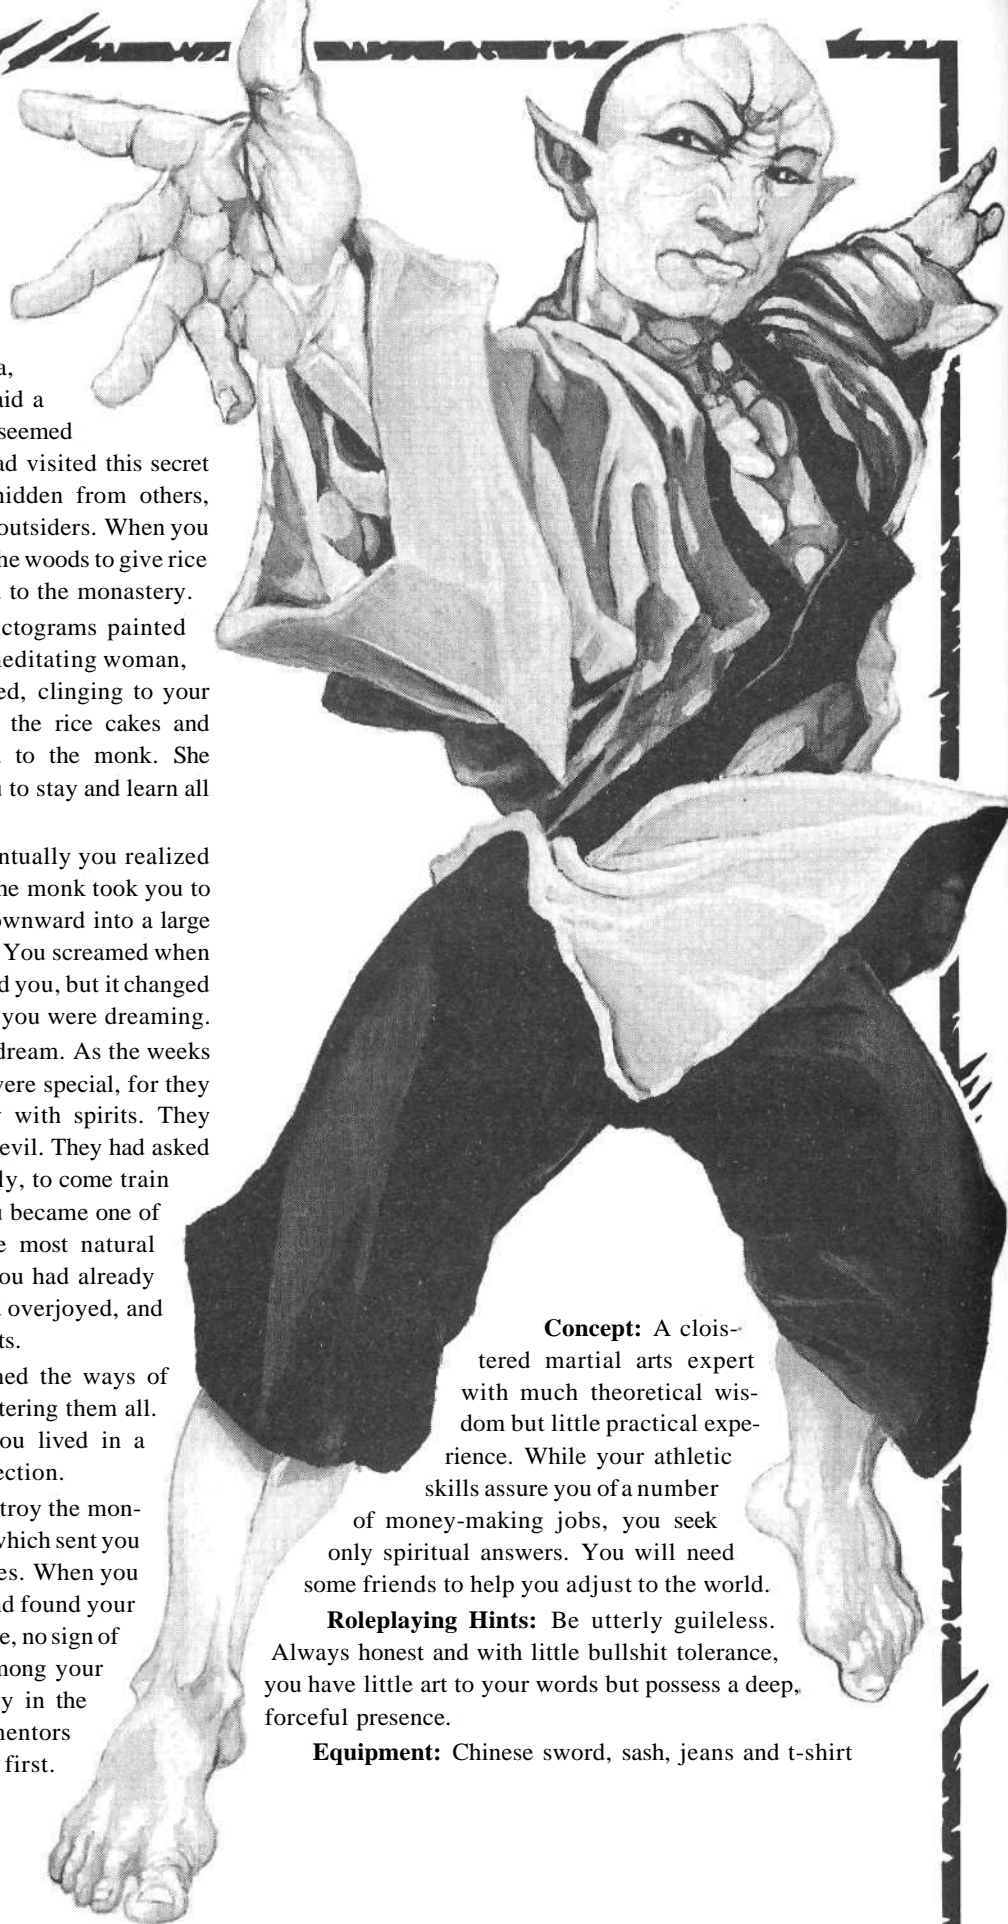 a,
aid a
seemed
ad visited this secret
hidden from others,
outsiders. When you
he woods to give rice
to the monastery.
ctograms painted
neditating woman,
ed, clinging to your
the rice cakes and
to the monk. She
u to stay and learn all
ntually you realized
he monk took you to
ownward into a large
You screamed when
d you, but it changed
you were dreaming.
dream. As the weeks
vere special, for they
with spirits. They
evil. They had asked
ly, to come train
u became one of
e most natural
ou had already
overjoyed, and
ts.
ned the ways of
tering them all.
ou lived in a
ection.
troy the mon-
which sent you
es. When you
nd found your
e, no sign of
mong your
y in the
mentors
first.
Concept: A clois-
tered martial arts expert
with much theoretical wis-
dom but little practical expe-
rience. While your athletic
skills assure you of a number
of money-making jobs, you seek
only spiritual answers. You will need
some friends to help you adjust to the world.
Roleplaying Hints: Be utterly guileless.
Always honest and with little bullshit tolerance,
you have little art to your words but possess a deep,
forceful presence.
Equipment: Chinese sword, sash, jeans and t-shirt